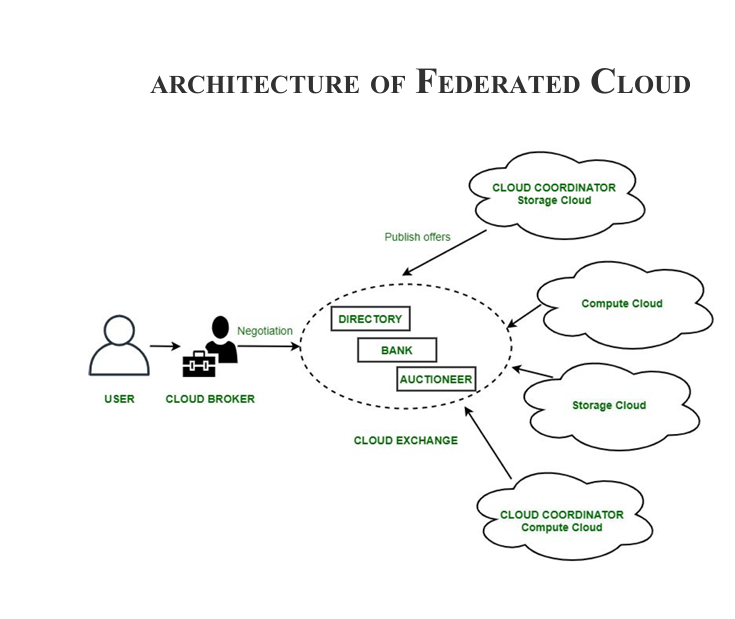 ARCHITECTURE OF FEDERATED CLOUD
CLOUD COORDINATOR
Storage Cloud
Publish offers
Compute Cloud
DIRECTORY
Negotiation
BANK
AUCTIONEER
USER
CLOUD BROKER
Storage Cloud
CLOUD EXCHANGE
CLOUD COORDINATOR
Compute Cloud